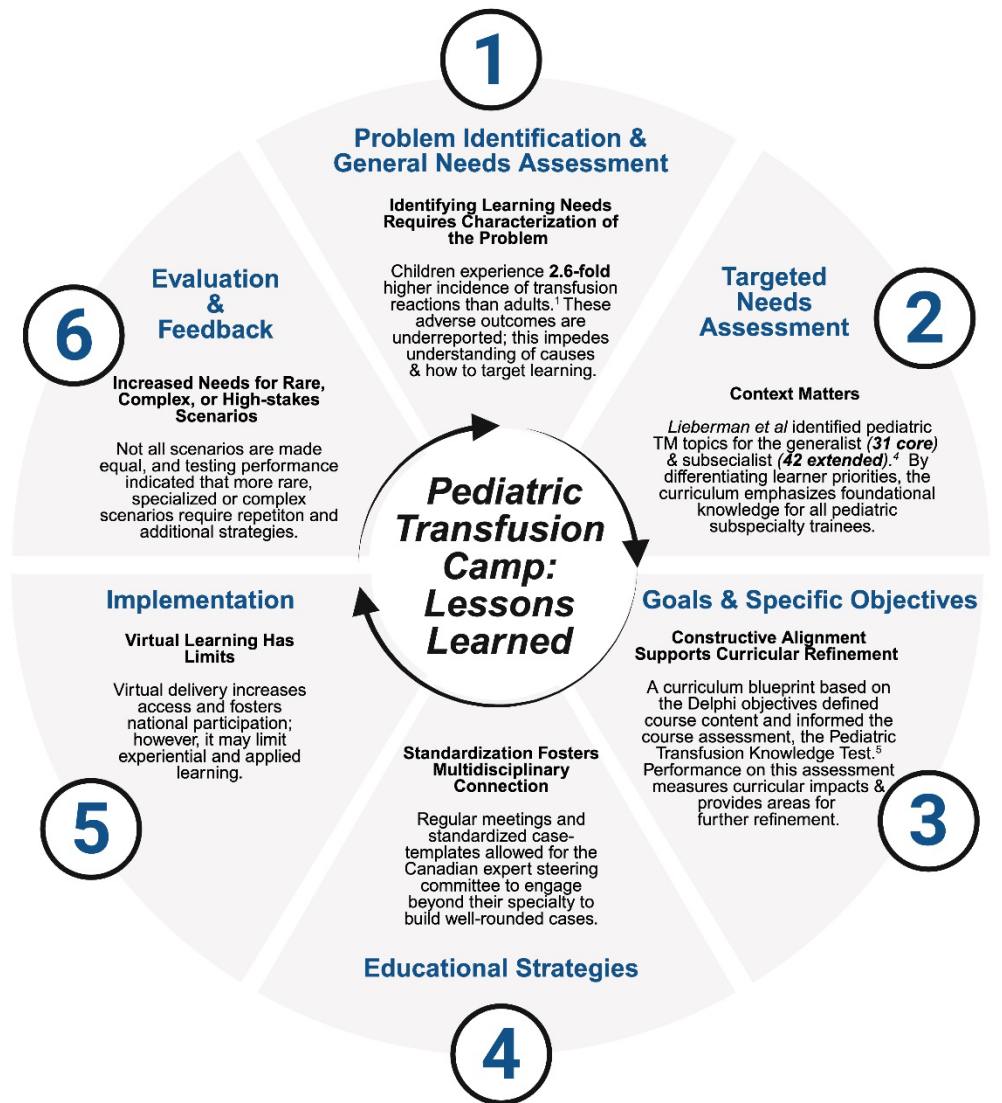 1
Problem Identification &
General Needs Assessment
Identifying Learning Needs
Requires Characterization of
the Problem
Children experience 2.6-fold
higher incidence of transfusion
reactions than adults.¹ These
adverse outcomes are
underreported; this impedes
understanding of causes
& how to target learning.
2
Targeted
Needs
Assessment
Context Matters
Lieberman et al identified pediatric
TM topics for the generalist (31 core)
& subsecialist (42 extended).⁴ By
differentiating learner priorities, the
curriculum emphasizes foundational
knowledge for all pediatric
subspecialty trainees.
Goals & Specific Objectives
Constructive Alignment
Supports Curricular Refinement
A curriculum blueprint based on
the Delphi objectives defined
course content and informed the
course assessment, the Pediatric
Transfusion Knowledge Test.⁵
Performance on this assessment
measures curricular impacts &
provides areas for
further refinement.
3
Standardization Fosters
Multidisciplinary
Connection
Regular meetings and
standardized case-
templates allowed for the
Canadian expert steering
committee to engage
beyond their specialty to
build well-rounded cases.
Educational Strategies
4
Implementation
Virtual Learning Has
Limits
Virtual delivery increases
access and fosters
national participation;
however, it may limit
experiential and applied
learning.
5
Evaluation
&
Feedback
6
Increased Needs for Rare,
Complex, or High-stakes
Scenarios
Not all scenarios are made
equal, and testing performance
indicated that more rare,
specialized or complex
scenarios require repetiton and
additional strategies.
Pediatric
Transfusion
Camp:
Lessons
Learned